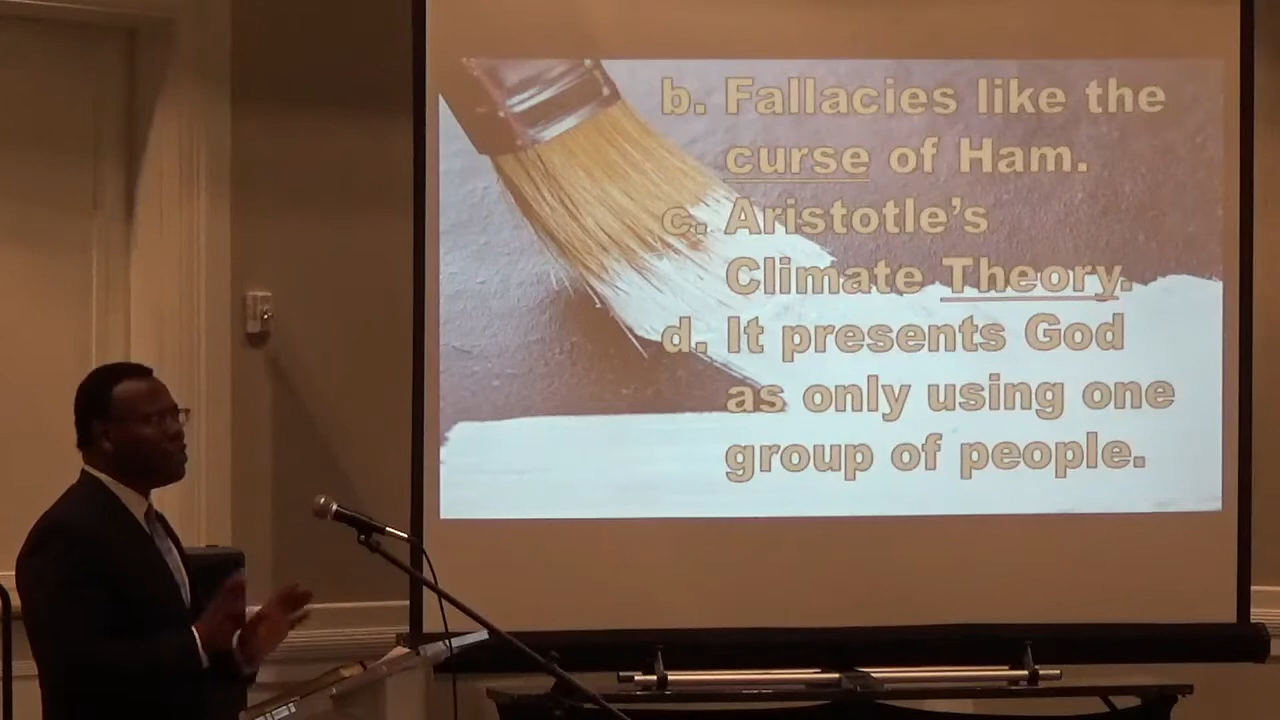 b. Fallacies like the
curse of Ham.
c. Aristotle's
Climate Theory.
d. It presents God
as only using one
group of people.